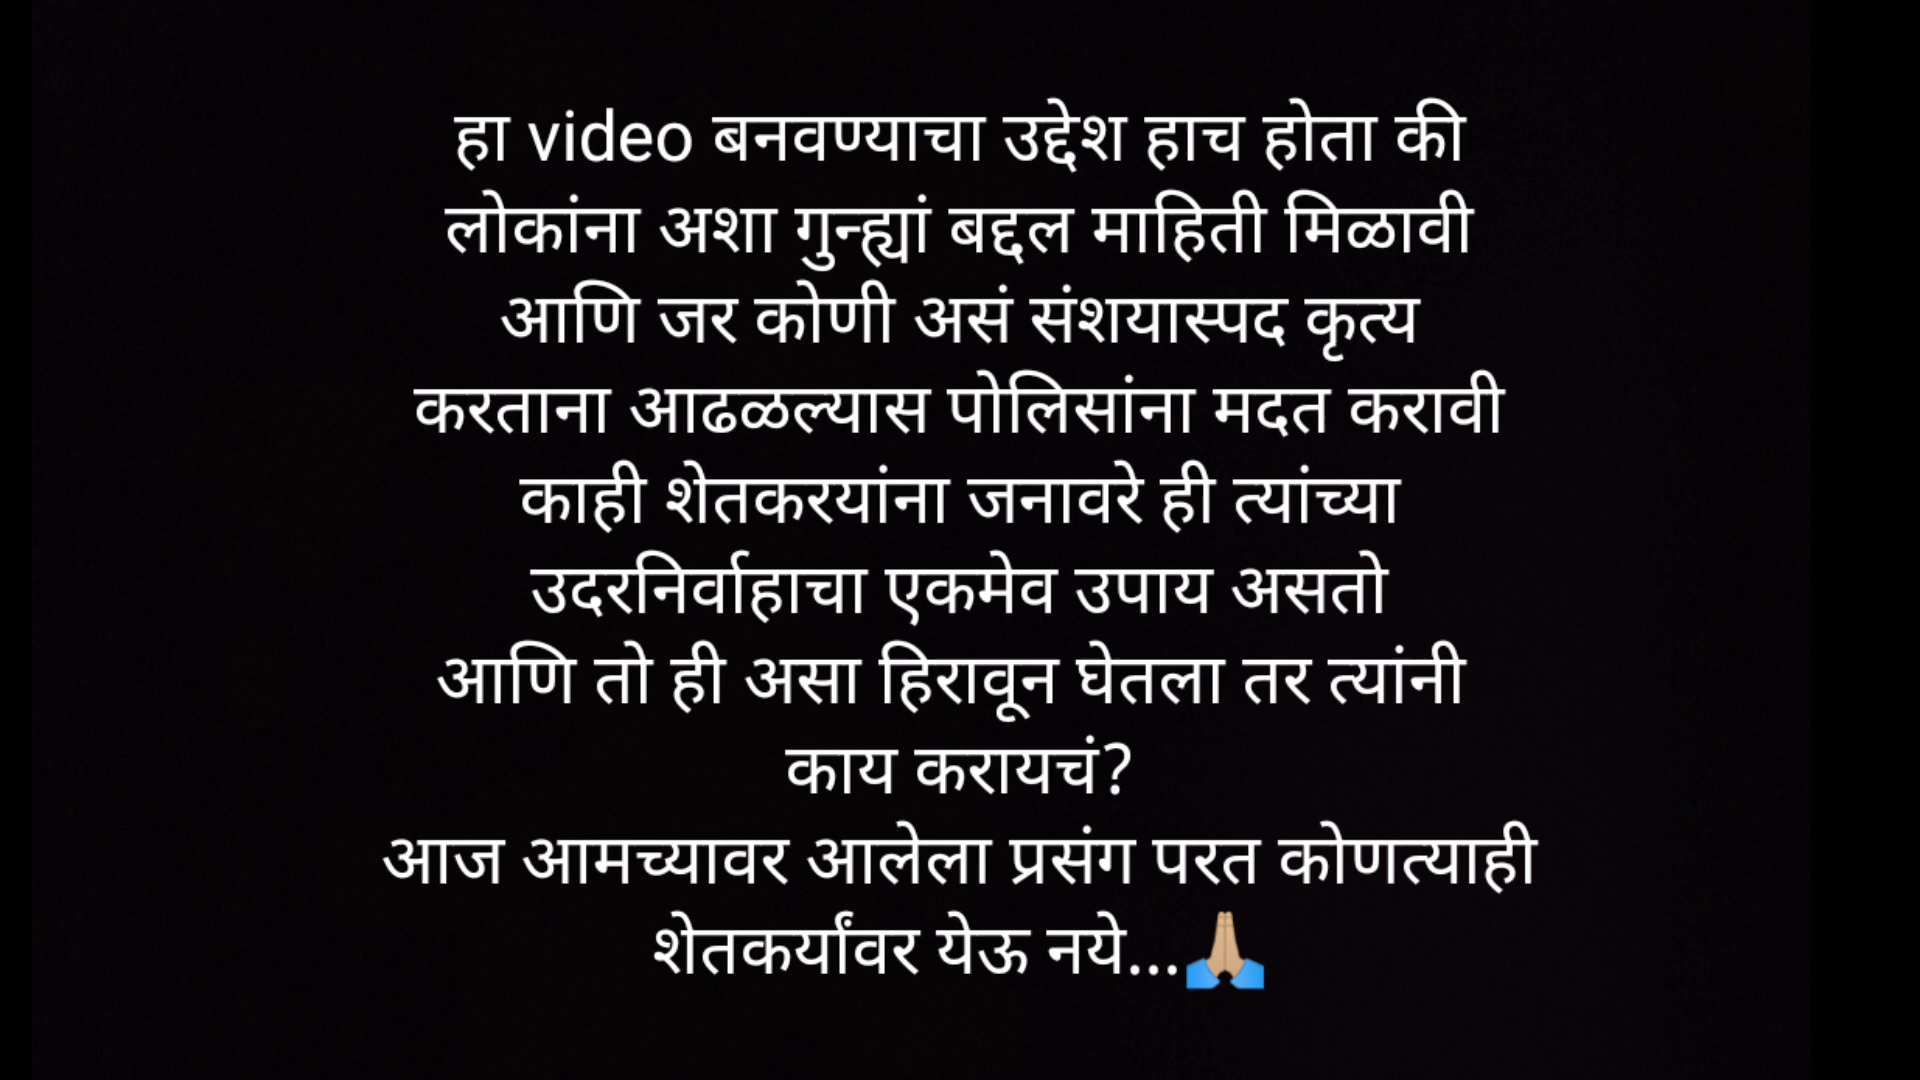 हा video बनवण्याचा उद्देश हाच होता की
लोकांना अशा गुन्ह्यां बद्दल माहिती मिळावी
आणि जर कोणी असं संशयास्पद कृत्य
करताना आढळल्यास पोलिसांना मदत करावी
काही शेतकरयांना जनावरे ही त्यांच्या
उदरनिर्वाहाचा एकमेव उपाय असतो
आणि तो ही असा हिरावून घेतला तर त्यांनी
काय करायचं?
आज आमच्यावर आलेला प्रसंग परत कोणत्याही
शेतकर्यांवर येऊ नये...🙏🏼